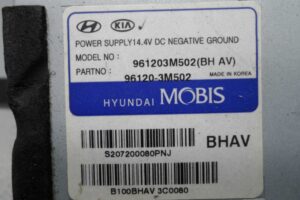 HYUNDAI KIA
POWER SUPPLY14.4V DC NEGATIVE GROUND
MODEL NO : 961203M502(BH AV)
PARTNO : 96120-3M502 MADE IN KOREA
HYUNDAI MOBIS
BHAV
S207200080PNJ
B100BHAV 3C0080